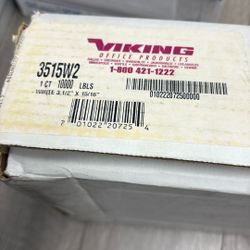 VIKING
OFFICE PRODUCTS
1-800 421-1222
3515W2
1 CT 10000 LBLS
WHITE 3 1/2" X 15/16"
010222072500000
7 01022 20725 4